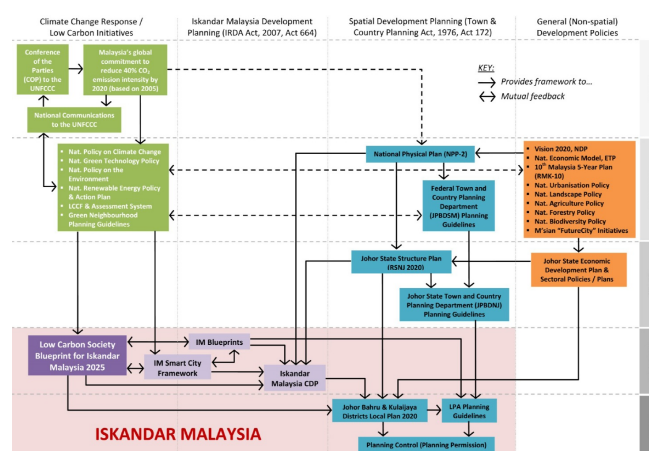 Climate Change Response /
Low Carbon Initiatives
Iskandar Malaysia Development
Planning (IRDA Act, 2007, Act 664)
Spatial Development Planning (Town &
Country Planning Act, 1976, Act 172)
General (Non-spatial)
Development Policies
Conference
of the
Parties
(COP) to the
UNFCCC
Malaysia's global
commitment to
reduce 40% CO₂
emission intensity by
2020 (based on 2005)
National Communications
to the UNFCCC
KEY:
Provides framework to...
Mutual feedback
• Nat. Policy on Climate Change
• Nat. Green Technology Policy
• Nat. Policy on the
Environment
• Nat. Renewable Energy Policy
& Action Plan
• LCCF & Assessment System
• Green Neighbourhood
Planning Guidelines
National Physical Plan (NPP-2)
Federal Town and
Country Planning
Department
(JPBDSM) Planning
Guidelines
• Vision 2020, NDP
• Nat. Economic Model, ETP
• 10th Malaysia 5-Year Plan
(RMK-10)
• Nat. Urbanisation Policy
• Nat. Landscape Policy
• Nat. Agriculture Policy
• Nat. Forestry Policy
• Nat. Biodiversity Policy
• M'sian "FutureCity" Initiatives
Johor State Structure Plan
(RSNJ 2020)
Johor State Economic
Development Plan &
Sectoral Policies / Plans
Johor State Town and Country
Planning Department (JPBDNJ)
Planning Guidelines
Low Carbon Society
Blueprint for Iskandar
Malaysia 2025
IM Blueprints
IM Smart City
Framework
Iskandar
Malaysia CDP
Johor Bahru & Kulaijaya
Districts Local Plan 2020
LPA Planning
Guidelines
Planning Control (Planning Permission)
ISKANDAR MALAYSIA